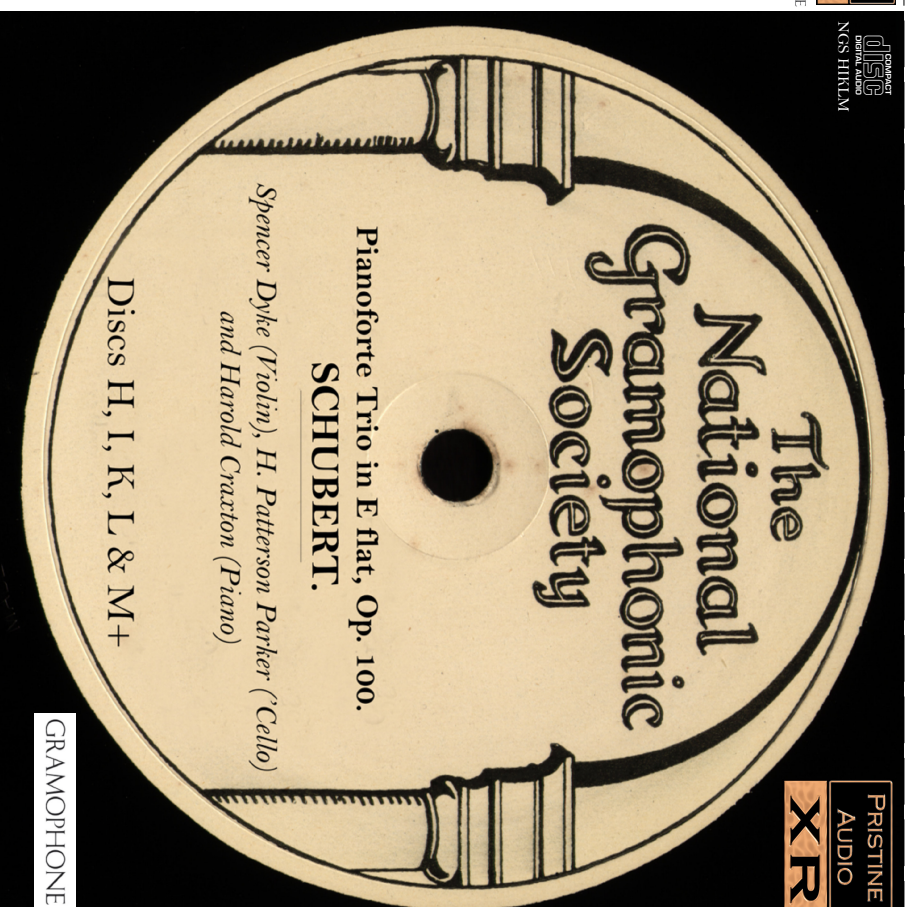 COMPACT
disc
DIGITAL AUDIO
NGS HIKLM
The
National
Gramophonic
Society
Pianoforte Trio in E flat, Op. 100.
SCHUBERT.
Spencer Dyke (Violin), H. Patterson Parker ('Cello)
and Harold Craxton (Piano)
Discs H, I, K, L & M+
PRISTINE
AUDIO
XR
GRAMOPHONE